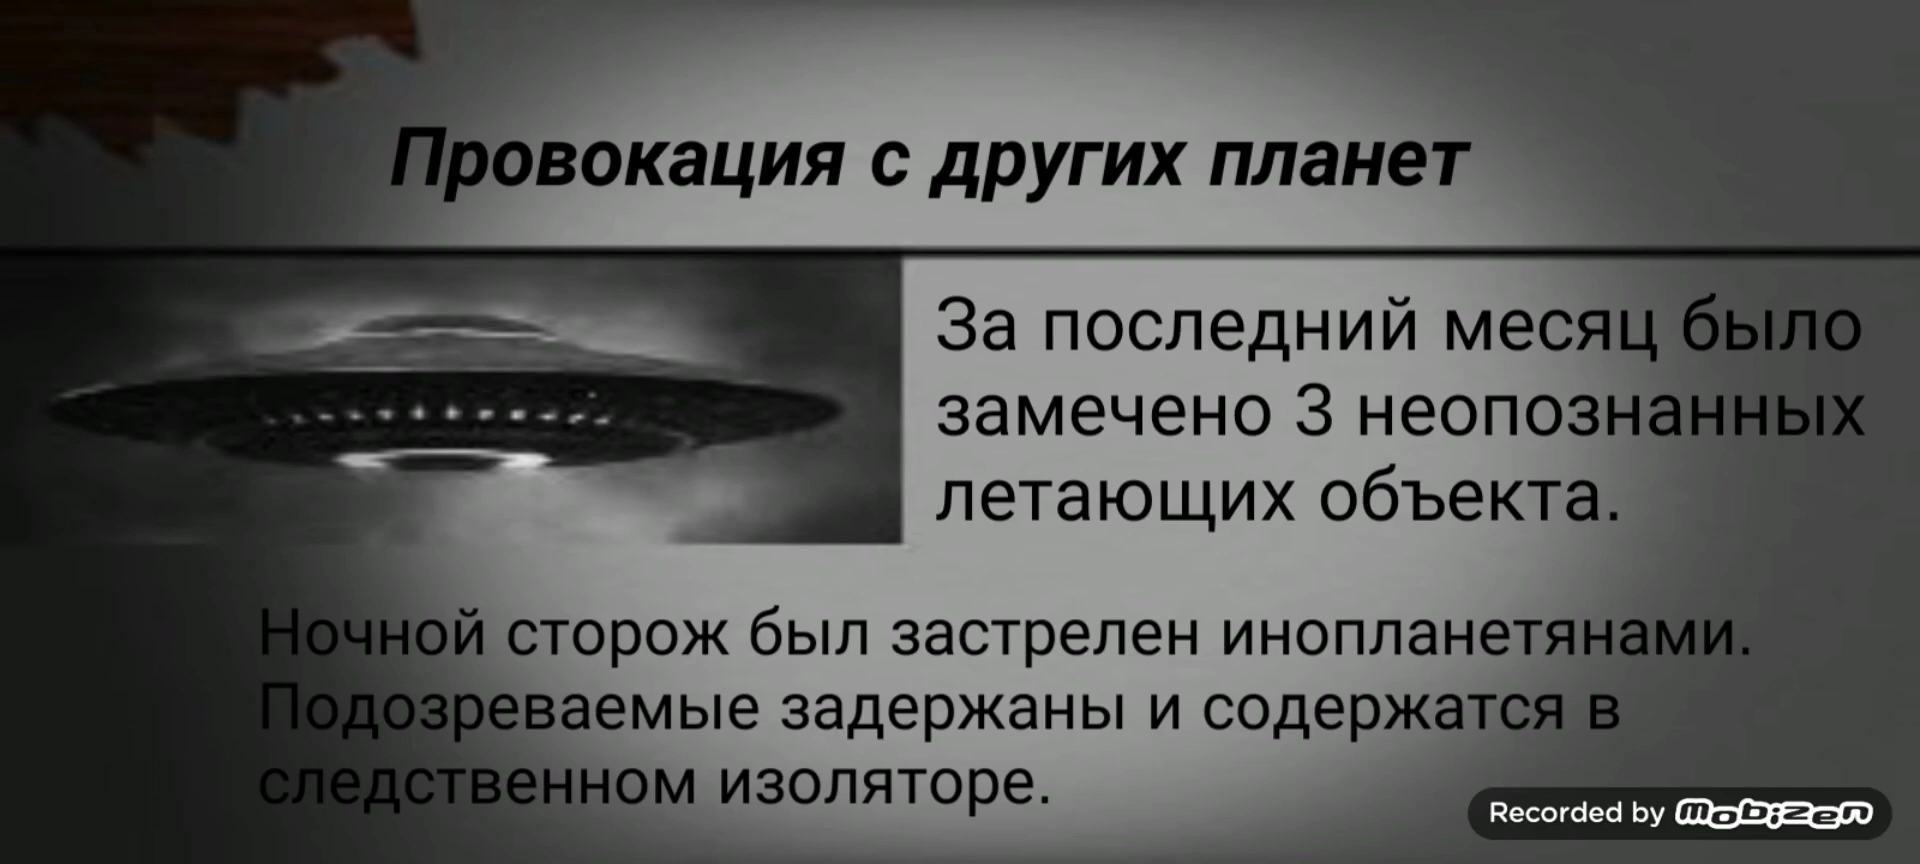 Провокация с других планет
За последний месяц было
замечено 3 неопознанных
летающих объекта.
Ночной сторож был застрелен инопланетянами.
Подозреваемые задержаны и содержатся в
следственном изоляторе.
Recorded by Mobizen